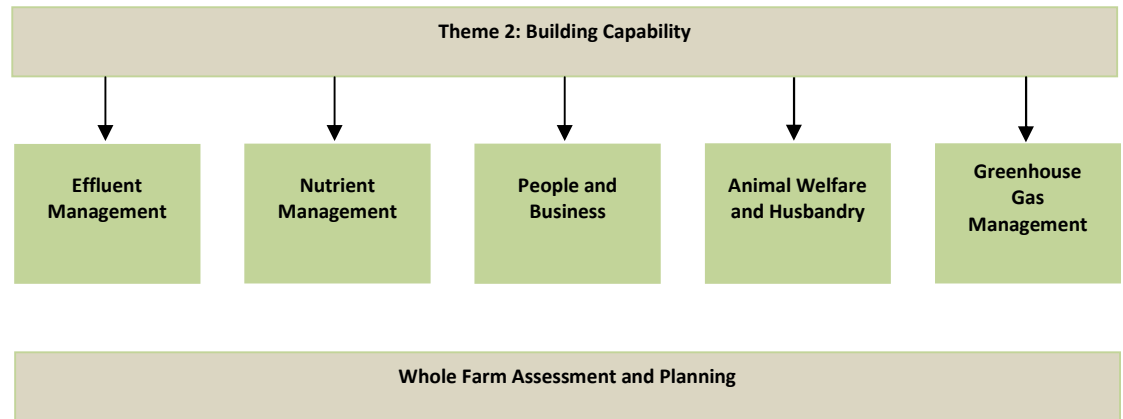 Theme 2: Building Capability
Effluent
Management
Nutrient
Management
People and
Business
Animal Welfare
and Husbandry
Greenhouse
Gas
Management
Whole Farm Assessment and Planning